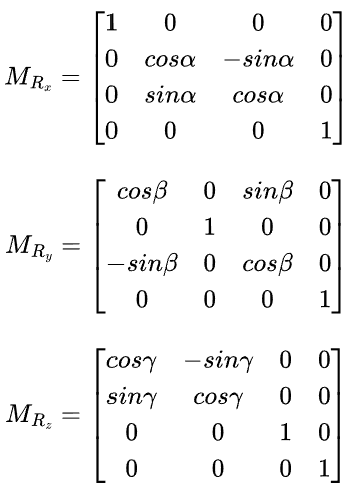 1 0 0 0
0 cosα −sinα 0
M_{R_x} =
0 sinα cosα 0
0 0 0 1
cosβ 0 sinβ 0
0 1 0 0
M_{R_y} =
−sinβ 0 cosβ 0
0 0 0 1
cosγ −sinγ 0 0
sinγ cosγ 0 0
M_{R_z} =
0 0 1 0
0 0 0 1